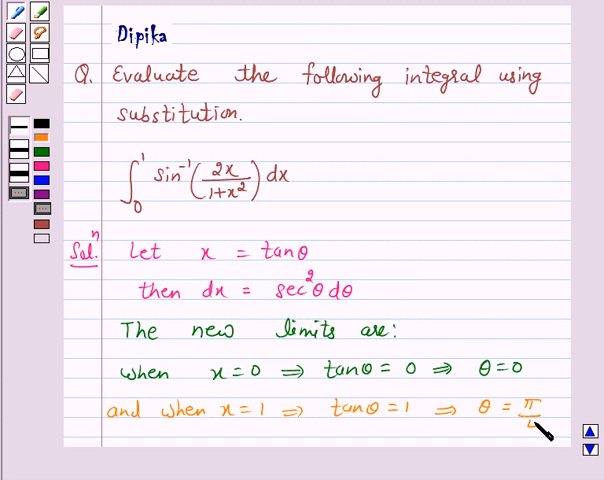 Dipika
Q. Evaluate the following integral using
substitution.
∫₀¹ sin⁻¹(2x/(1+x²)) dx
Solⁿ. Let x = tanθ
then dx = sec²θ dθ
The new limits are:
when x=0 ⇒ tanθ = 0 ⇒ θ=0
and when x=1 ⇒ tanθ=1 ⇒ θ = π/4